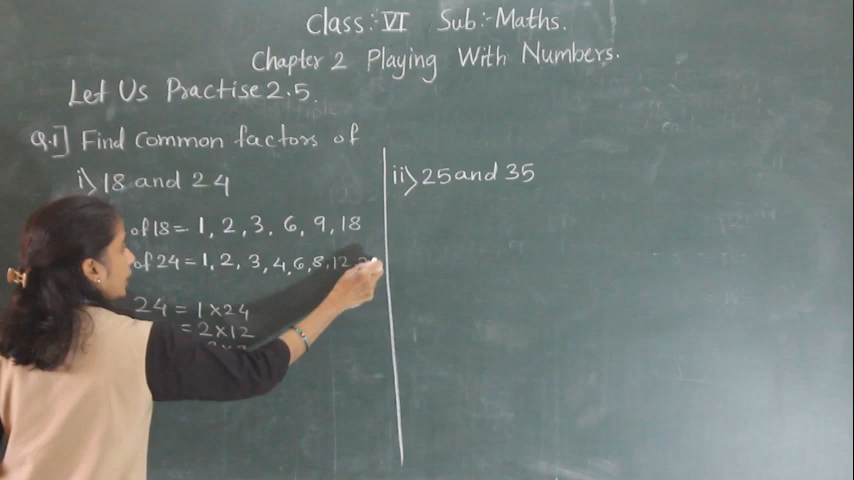 Class:- VI Sub:- Maths.
Chapter 2 Playing With Numbers.
Let Us Practise 2.5.
Q.1] Find Common factors of
i) 18 and 24
of 18 = 1, 2, 3, 6, 9, 18
of 24 = 1, 2, 3, 4, 6, 8, 12,
24 = 1 x 24
= 2 x 12
ii) 25 and 35